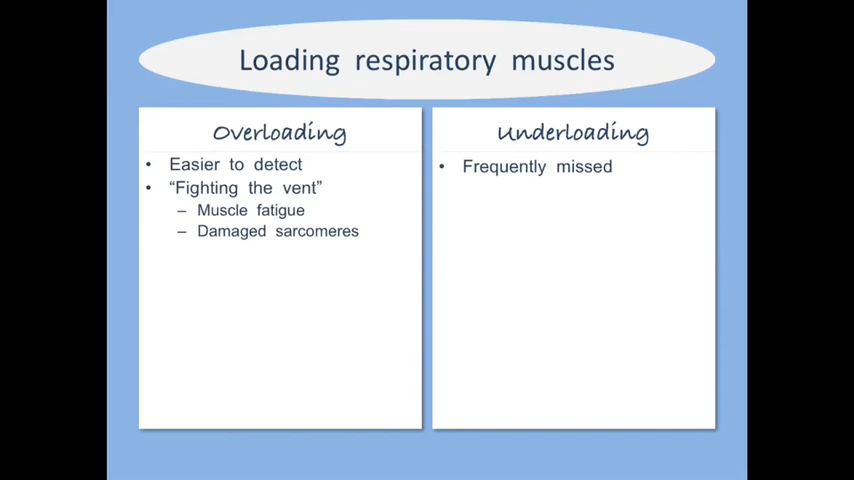 Loading respiratory muscles
Overloading
• Easier to detect
• “Fighting the vent”
– Muscle fatigue
– Damaged sarcomeres
Underloading
• Frequently missed